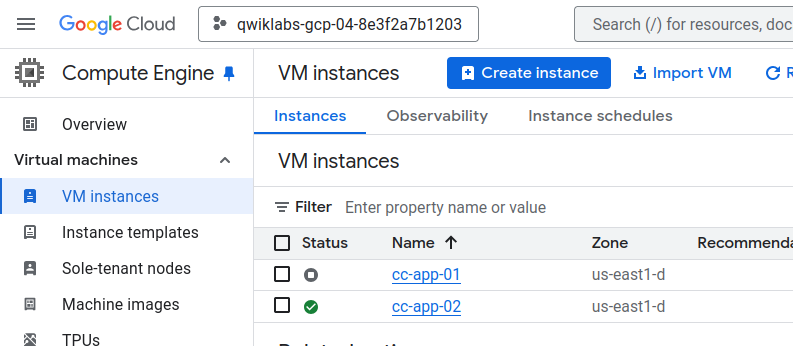 Google Cloud qwiklabs-gcp-04-8e3f2a7b1203 Search (/) for resources, doc
Compute Engine VM instances Create instance Import VM R
Overview Instances Observability Instance schedules
Virtual machines VM instances
VM instances Filter Enter property name or value
Instance templates Status Name Zone Recommenda
Sole-tenant nodes cc-app-01 us-east1-d
Machine images cc-app-02 us-east1-d
TPUs